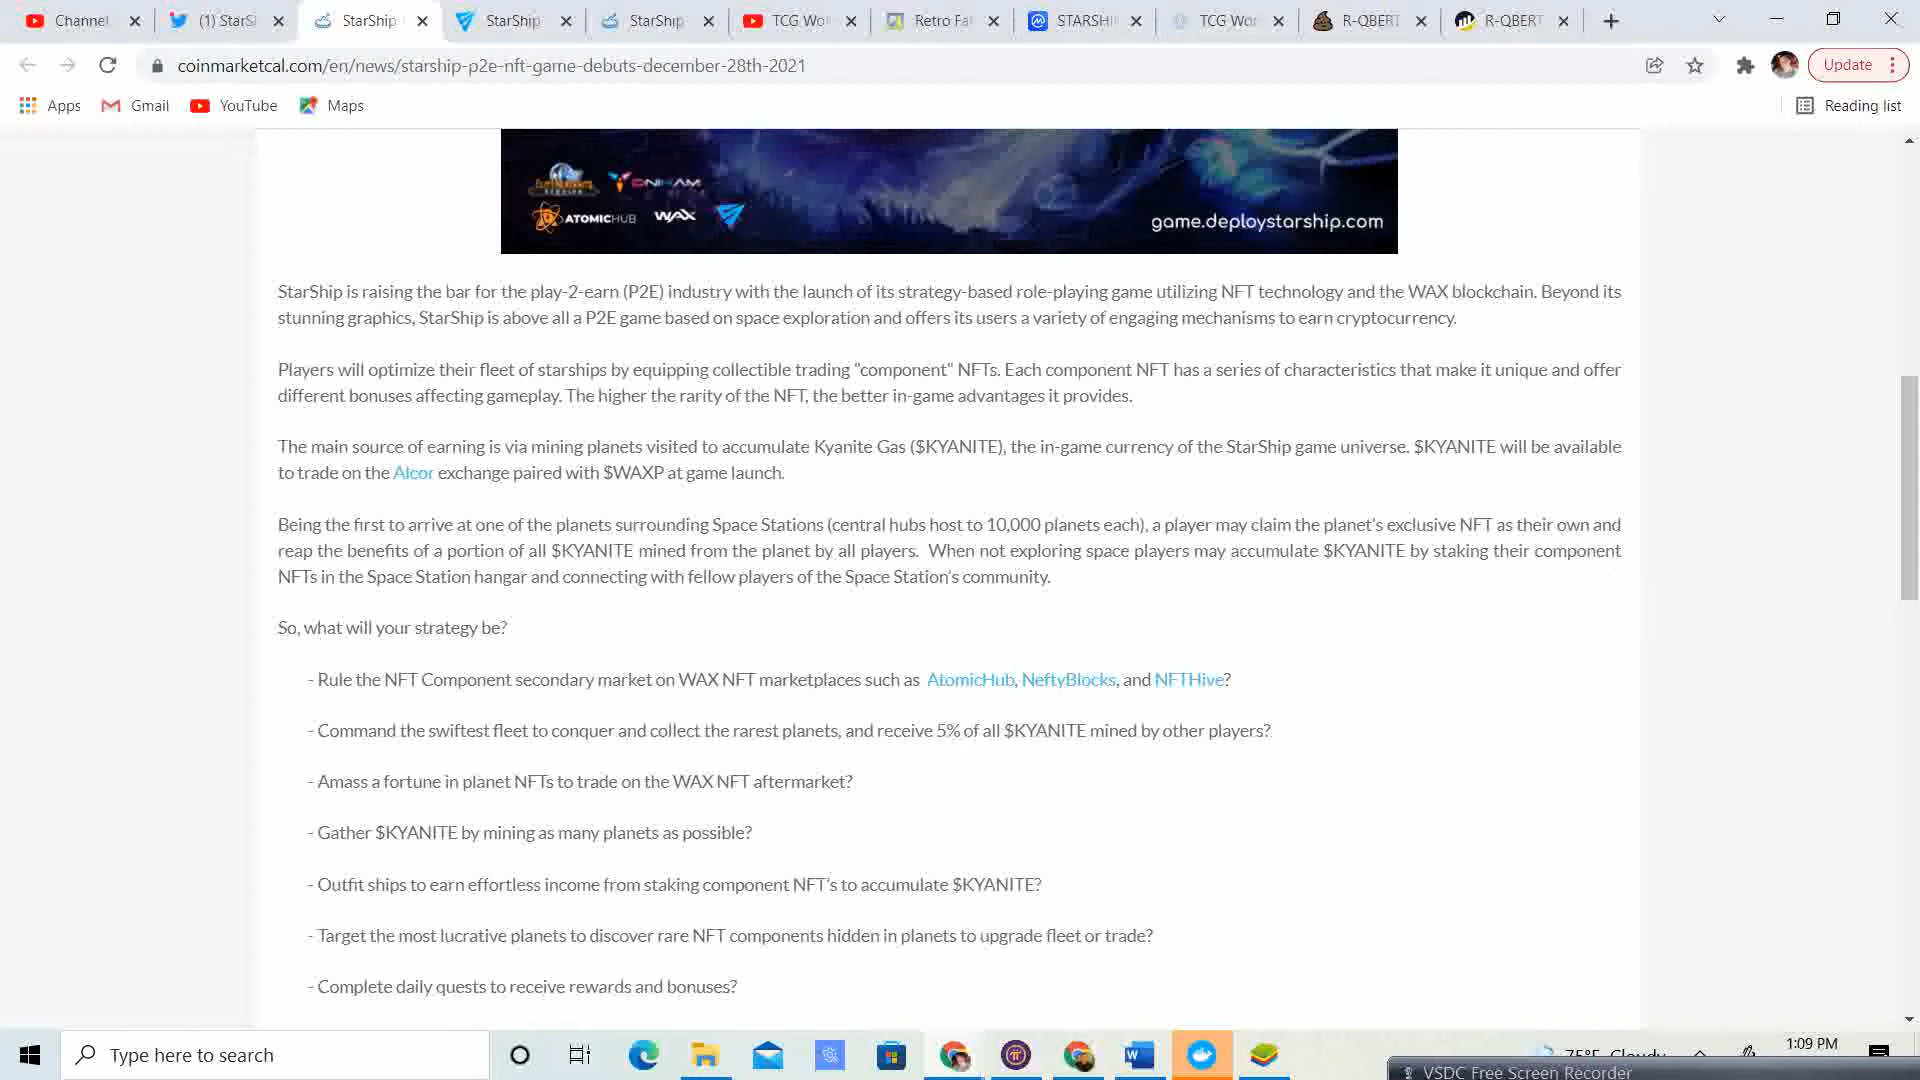 Channel
(1) StarS
StarShip
StarShip
StarShip
TCG Wo
Retro Fa
STARSHI
TCG Wor
R-QBERT
R-QBERT
coinmarketcal.com/en/news/starship-p2e-nft-game-debuts-december-28th-2021
Update
Apps
Gmail
YouTube
Maps
Reading list
ATOMICHUB
WAX
game.deploystarship.com
StarShip is raising the bar for the play-2-earn (P2E) industry with the launch of its strategy-based role-playing game utilizing NFT technology and the WAX blockchain. Beyond its
stunning graphics, StarShip is above all a P2E game based on space exploration and offers its users a variety of engaging mechanisms to earn cryptocurrency.
Players will optimize their fleet of starships by equipping collectible trading "component" NFTs. Each component NFT has a series of characteristics that make it unique and offer
different bonuses affecting gameplay. The higher the rarity of the NFT, the better in-game advantages it provides.
The main source of earning is via mining planets visited to accumulate Kyanite Gas ($KYANITE), the in-game currency of the StarShip game universe. $KYANITE will be available
to trade on the Alcor exchange paired with $WAXP at game launch.
Being the first to arrive at one of the planets surrounding Space Stations (central hubs host to 10,000 planets each), a player may claim the planet's exclusive NFT as their own and
reap the benefits of a portion of all $KYANITE mined from the planet by all players. When not exploring space players may accumulate $KYANITE by staking their component
NFTs in the Space Station hangar and connecting with fellow players of the Space Station's community.
So, what will your strategy be?
- Rule the NFT Component secondary market on WAX NFT marketplaces such as AtomicHub, NeftyBlocks, and NFTHive?
- Command the swiftest fleet to conquer and collect the rarest planets, and receive 5% of all $KYANITE mined by other players?
- Amass a fortune in planet NFTs to trade on the WAX NFT aftermarket?
- Gather $KYANITE by mining as many planets as possible?
- Outfit ships to earn effortless income from staking component NFT's to accumulate $KYANITE?
- Target the most lucrative planets to discover rare NFT components hidden in planets to upgrade fleet or trade?
- Complete daily quests to receive rewards and bonuses?
Type here to search
75°F Cloudy
1:09 PM
VSDC Free Screen Recorder